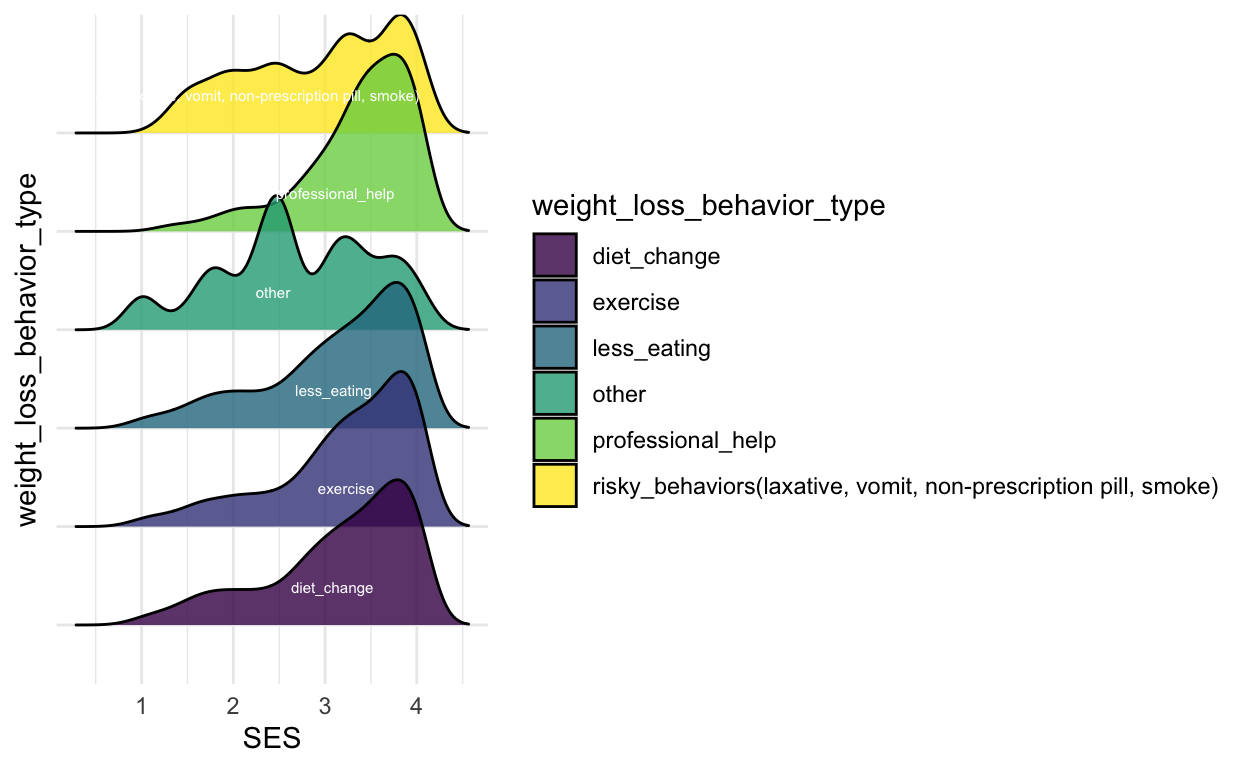 , vomit, non-prescription pill, smoke)
professional_help
other
less_eating
exercise
diet_change
weight_loss_behavior_type
1 2 3 4
SES
weight_loss_behavior_type
diet_change
exercise
less_eating
other
professional_help
risky_behaviors(laxative, vomit, non-prescription pill, smoke)